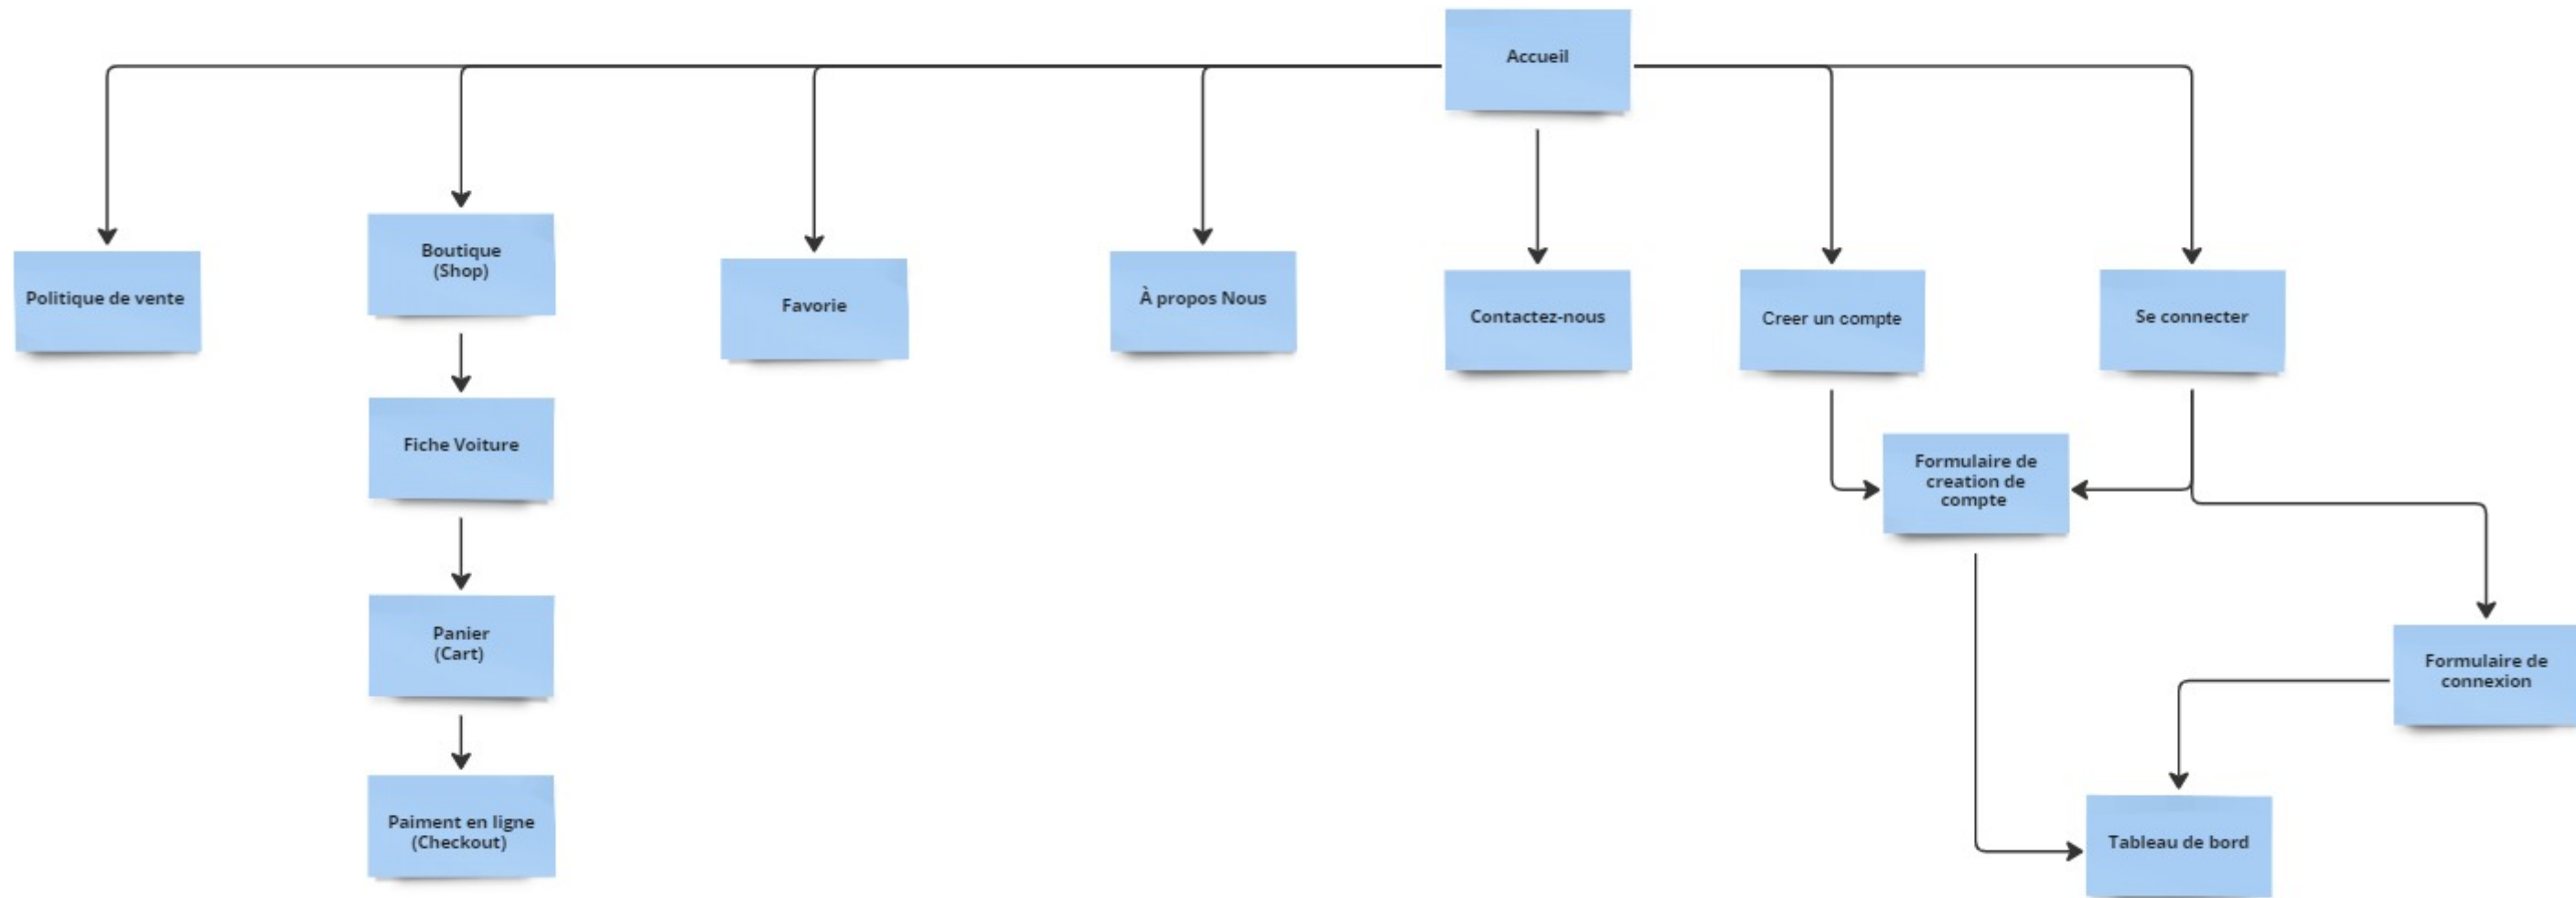 Accueil
Politique de vente
Boutique
(Shop)
Favorie
À propos Nous
Contactez-nous
Creer un compte
Se connecter
Fiche Voiture
Formulaire de
creation de
compte
Panier
(Cart)
Formulaire de
connexion
Paiment en ligne
(Checkout)
Tableau de bord